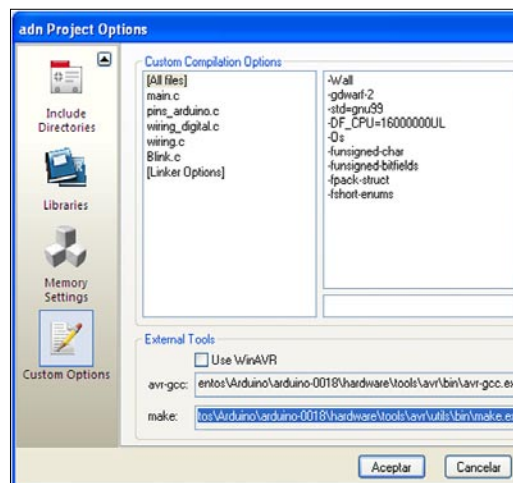 adn Project Options
Include
Directories
Libraries
Memory
Settings
Custom Options
Custom Compilation Options
[All files]
main.c
pins_arduino.c
wiring_digital.c
wiring.c
Blink.c
[Linker Options]
-Wall
-gdwarf-2
-std=gnu99
-DF_CPU=16000000UL
-Os
-funsigned-char
-funsigned-bitfields
-fpack-struct
-fshort-enums
External Tools
Use WinAVR
avr-gcc: entos\Arduino\arduino-0018\hardware\tools\avr\bin\avr-gcc.ex
make: tos\Arduino\arduino-0018\hardware\tools\avr\utils\bin\make.ex
Aceptar Cancelar